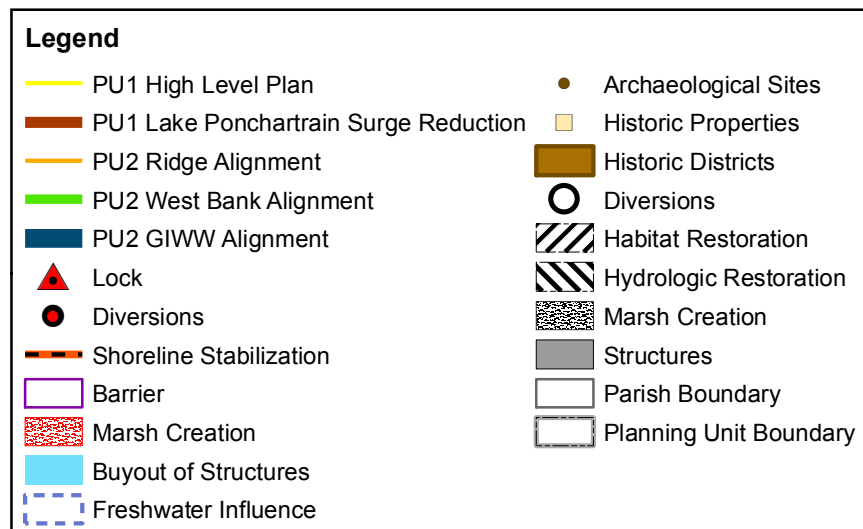 Legend
PU1 High Level Plan
PU1 Lake Ponchartrain Surge Reduction
PU2 Ridge Alignment
PU2 West Bank Alignment
PU2 GIWW Alignment
Lock
Diversions
Shoreline Stabilization
Barrier
Marsh Creation
Buyout of Structures
Freshwater Influence
Archaeological Sites
Historic Properties
Historic Districts
Diversions
Habitat Restoration
Hydrologic Restoration
Marsh Creation
Structures
Parish Boundary
Planning Unit Boundary